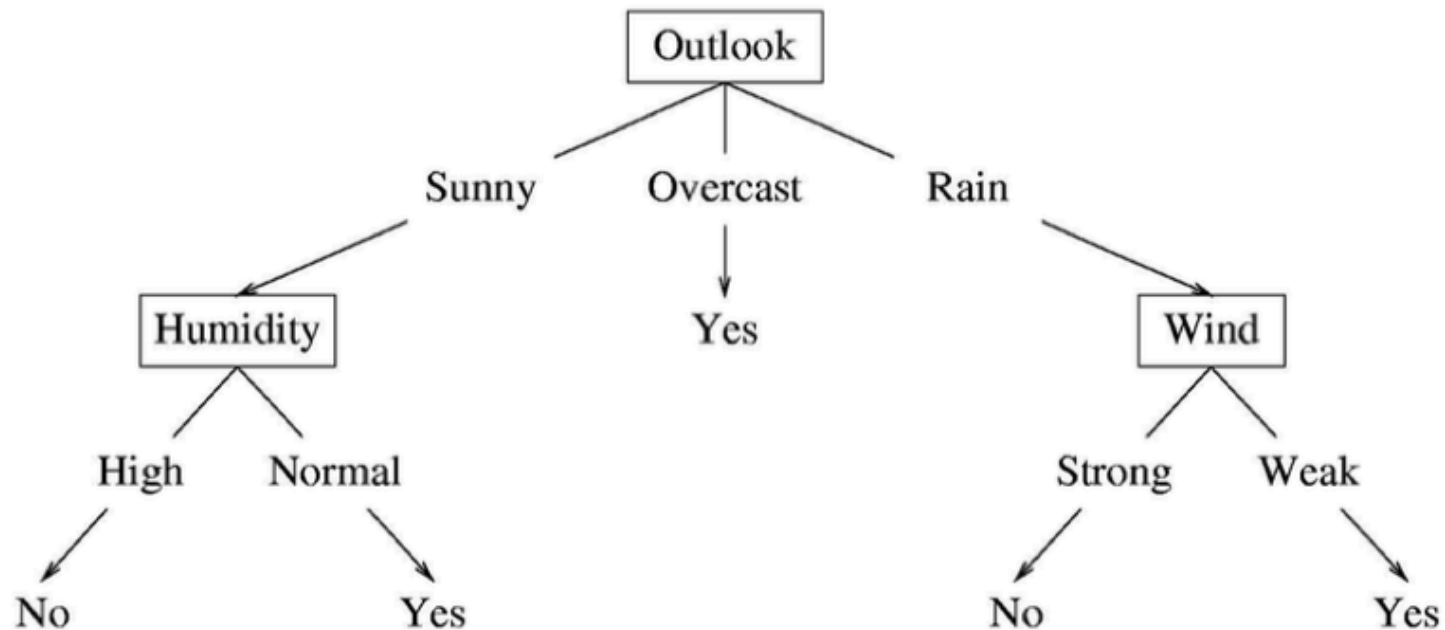 Outlook
Sunny Overcast Rain
Humidity Yes Wind
High Normal Strong Weak
No Yes No Yes